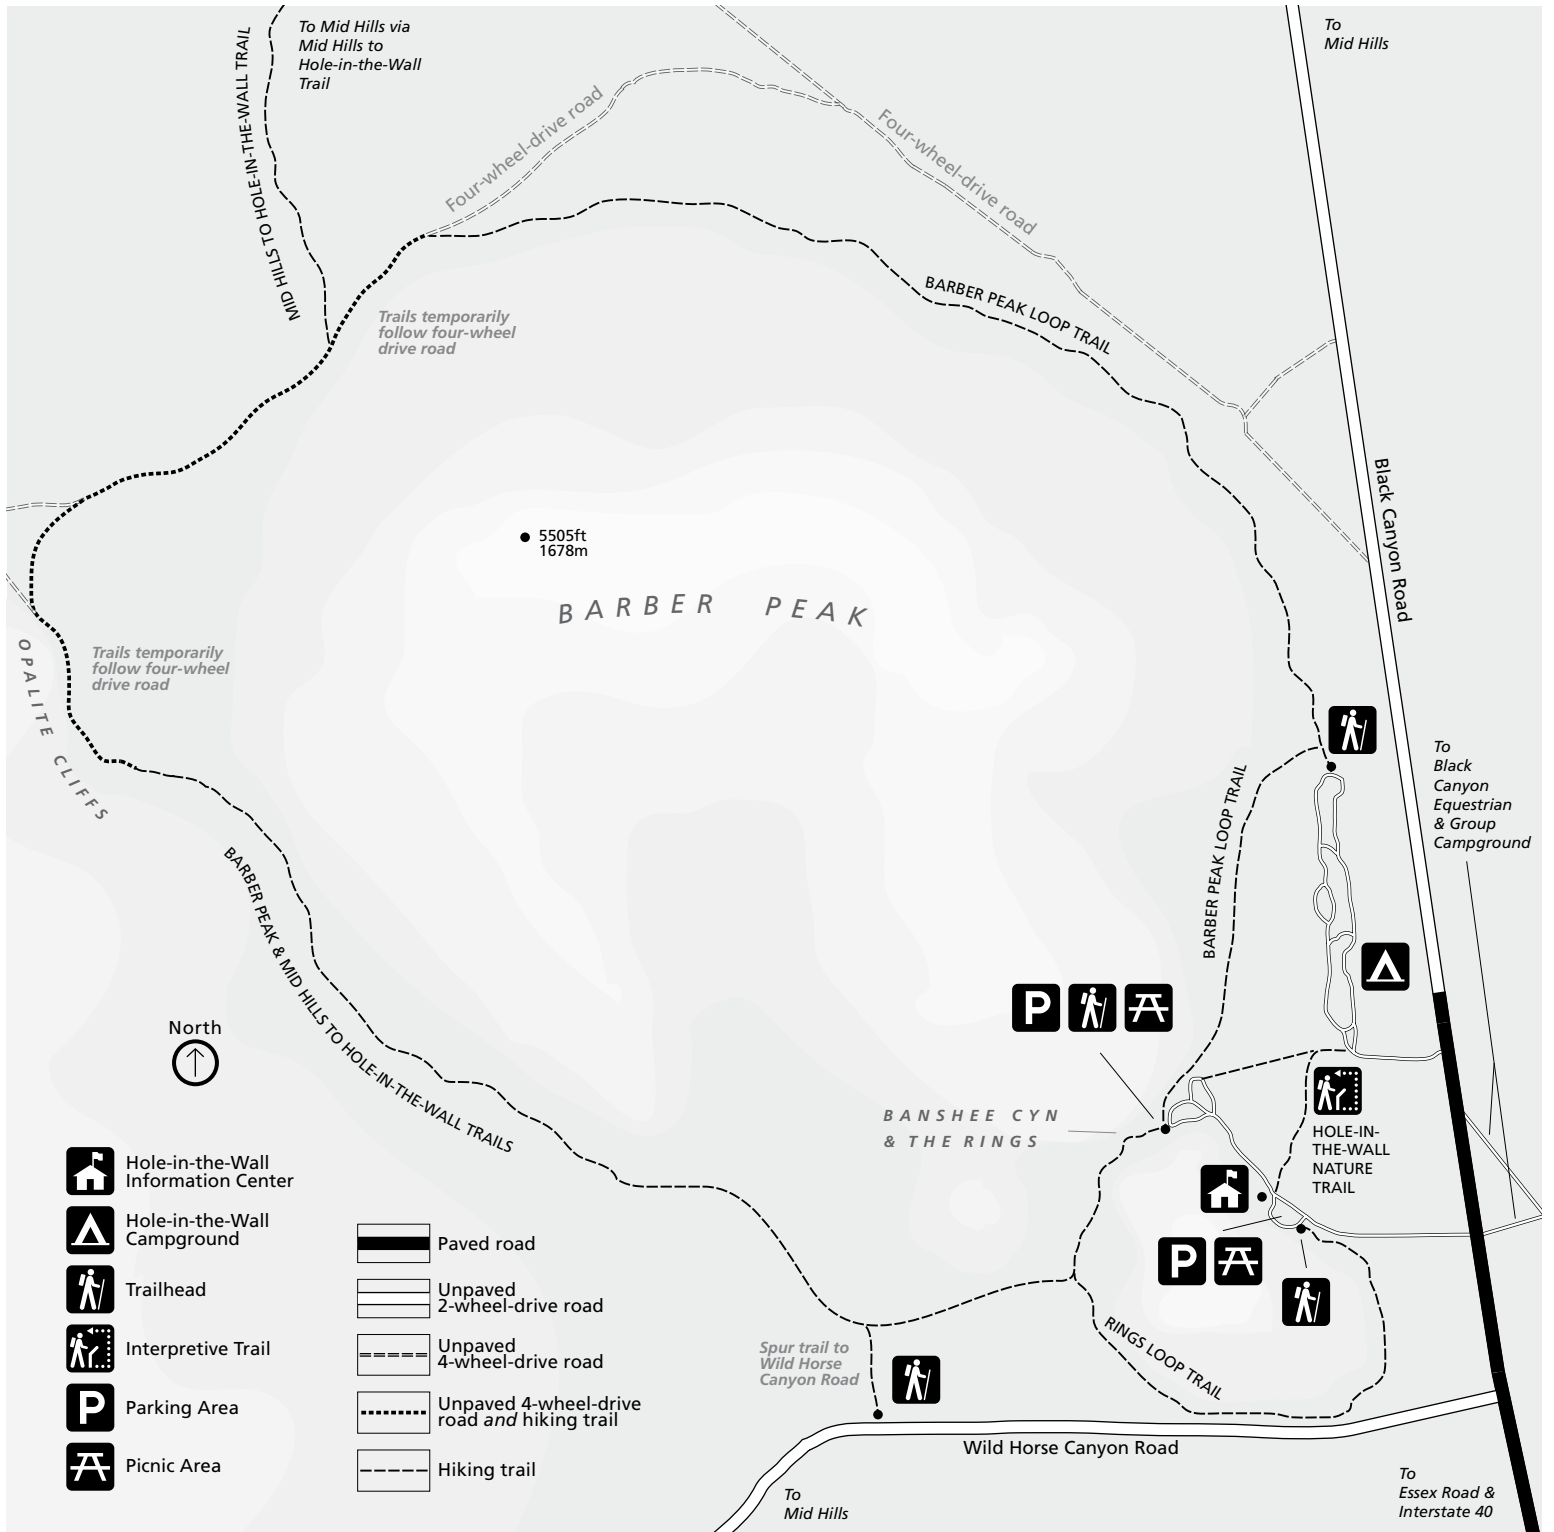 To Mid Hills via
Mid Hills to
Hole-in-the-Wall
Trail
To
Mid Hills
MID HILLS TO HOLE-IN-THE-WALL TRAIL
Four-wheel-drive road
Four-wheel-drive road
BARBER PEAK LOOP TRAIL
Trails temporarily
follow four-wheel
drive road
Black Canyon Road
5505ft
1678m
BARBER PEAK
OPALITE CLIFFS
Trails temporarily
follow four-wheel
drive road
To
Black
Canyon
Equestrian
& Group
Campground
BARBER PEAK LOOP TRAIL
BARBER PEAK & MID HILLS TO HOLE-IN-THE-WALL TRAILS
P
North
BANSHEE CYN
& THE RINGS
HOLE-IN-
THE-WALL
NATURE
TRAIL
P
RINGS LOOP TRAIL
Spur trail to
Wild Horse
Canyon Road
Wild Horse Canyon Road
To
Mid Hills
To
Essex Road &
Interstate 40
Hole-in-the-Wall
Information Center
Hole-in-the-Wall
Campground
Trailhead
Interpretive Trail
P
Parking Area
Picnic Area
Paved road
Unpaved
2-wheel-drive road
Unpaved
4-wheel-drive road
Unpaved 4-wheel-drive
road and hiking trail
Hiking trail